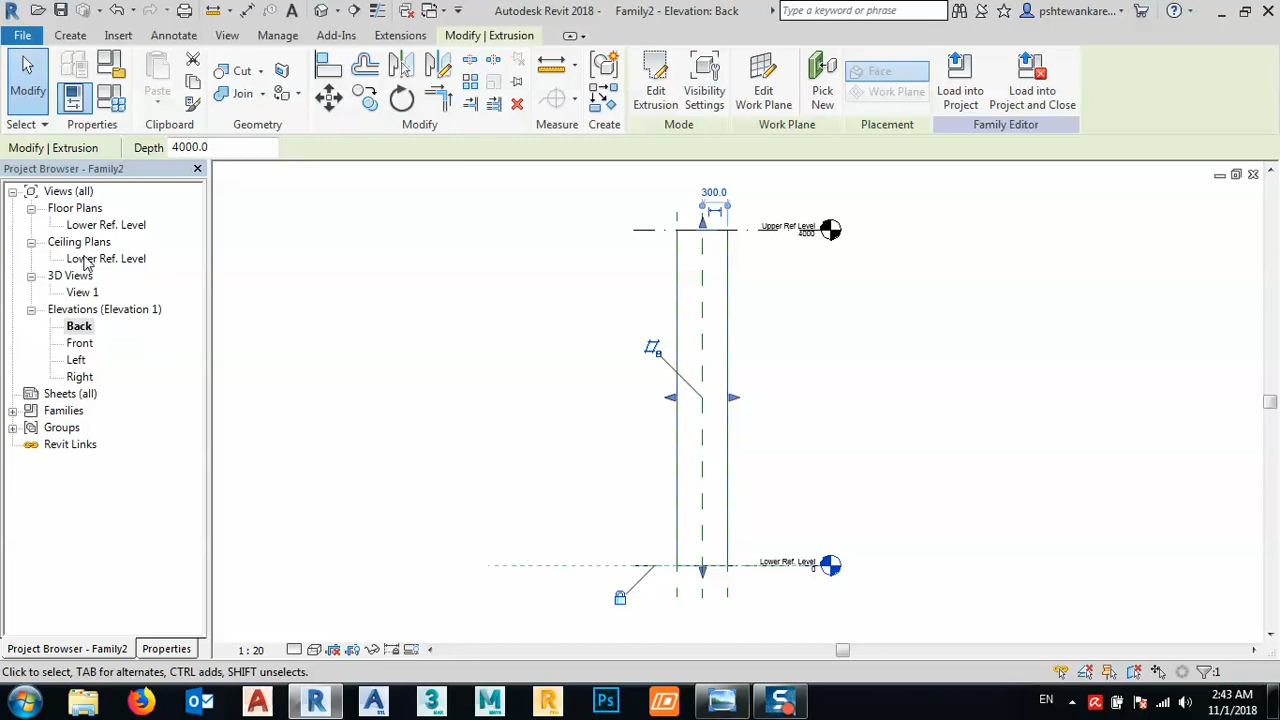 Autodesk Revit 2018 -
Family2 - Elevation: Back
Type a keyword or phrase
pshtewankare...
File
Create
Insert
Annotate
View
Manage
Add-Ins
Extensions
Modify | Extrusion
Modify
Paste
Cut
Join
Edit
Extrusion
Visibility
Settings
Edit
Work Plane
Pick
New
Face
Work Plane
Load into
Project
Load into
Project and Close
Select
Properties
Clipboard
Geometry
Modify
Measure
Create
Mode
Work Plane
Placement
Family Editor
Modify | Extrusion
Depth
4000.0
Project Browser - Family2
Views (all)
Floor Plans
Lower Ref. Level
Ceiling Plans
Lower Ref. Level
3D Views
View 1
Elevations (Elevation 1)
Back
Front
Left
Right
Sheets (all)
Families
Groups
Revit Links
300.0
Upper Ref Level
4000
Lower Ref. Level
0
Project Browser - Family2
Properties
1 : 20
Click to select, TAB for alternates, CTRL adds, SHIFT unselects.
:1
EN
2:43 AM
11/1/2018